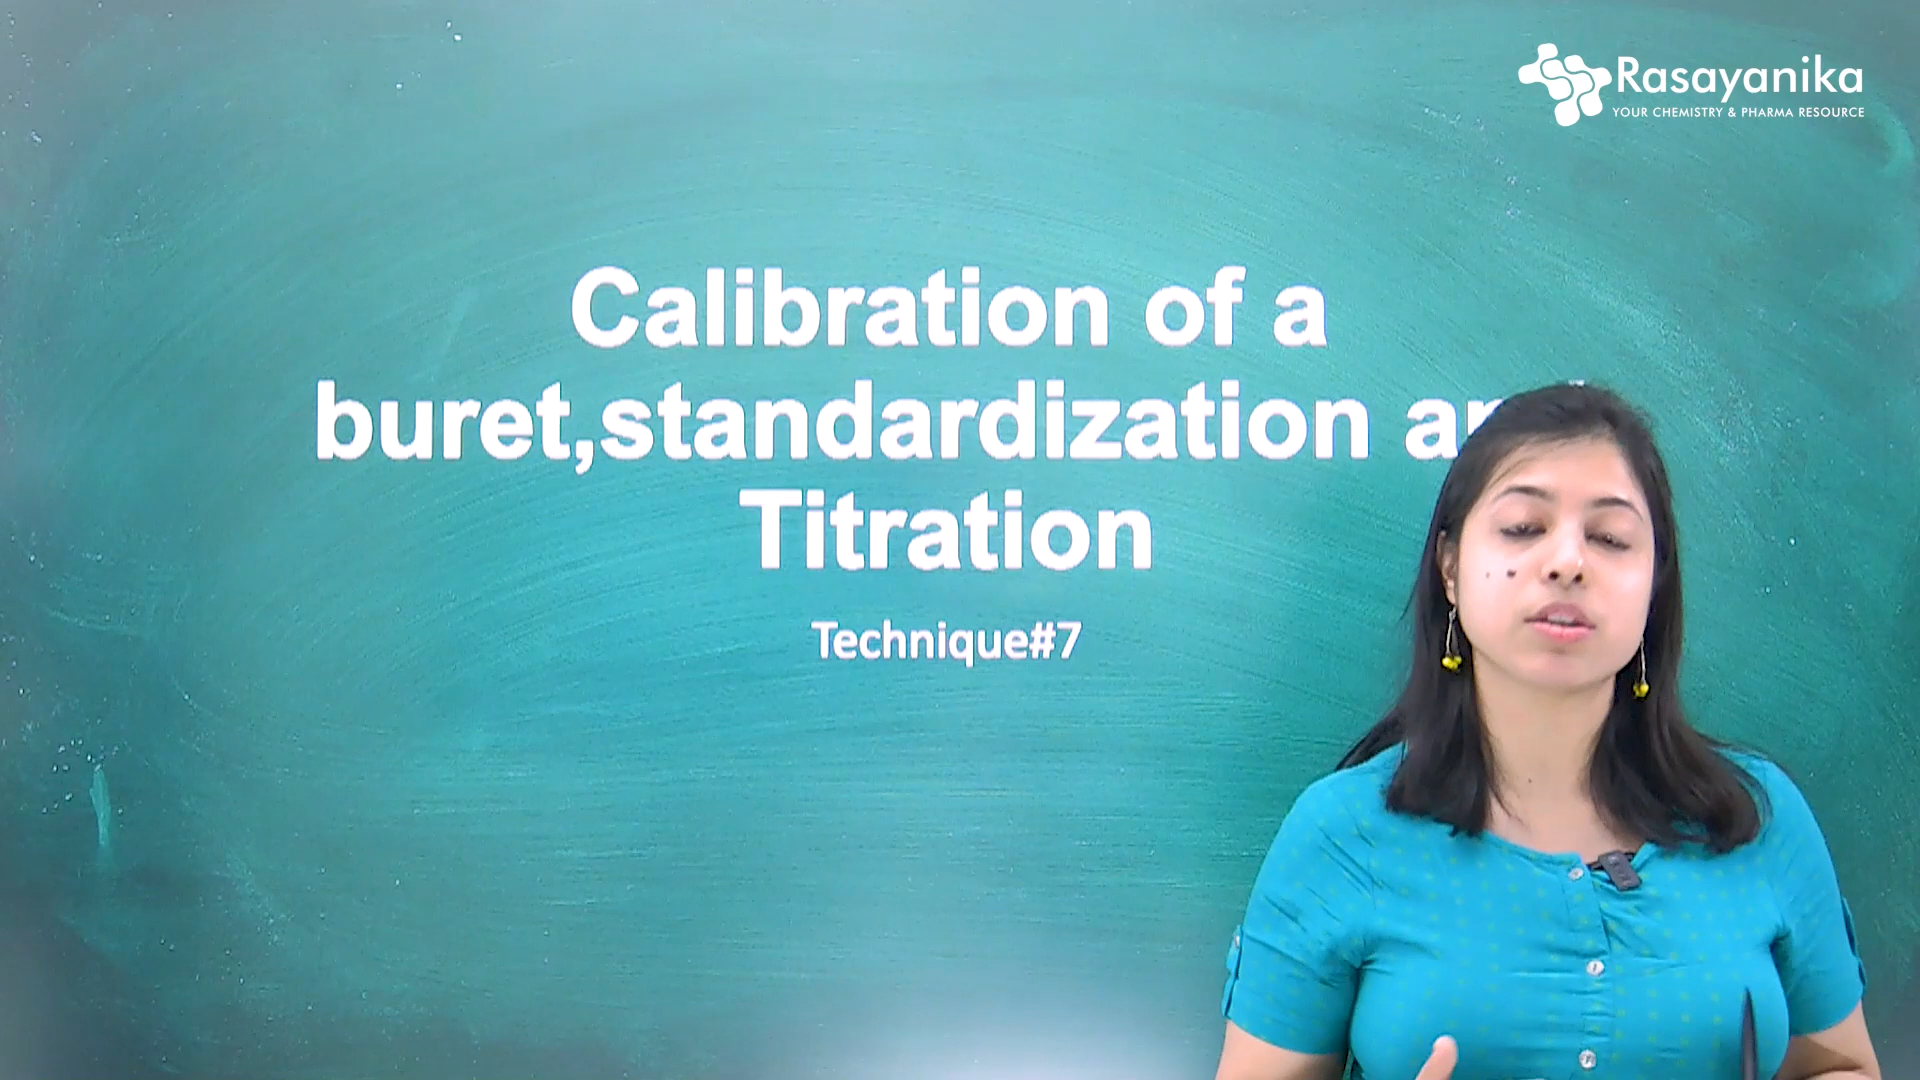 Rasayanika
YOUR CHEMISTRY & PHARMA RESOURCE
Calibration of a
buret,standardization
Titration
Technique#7